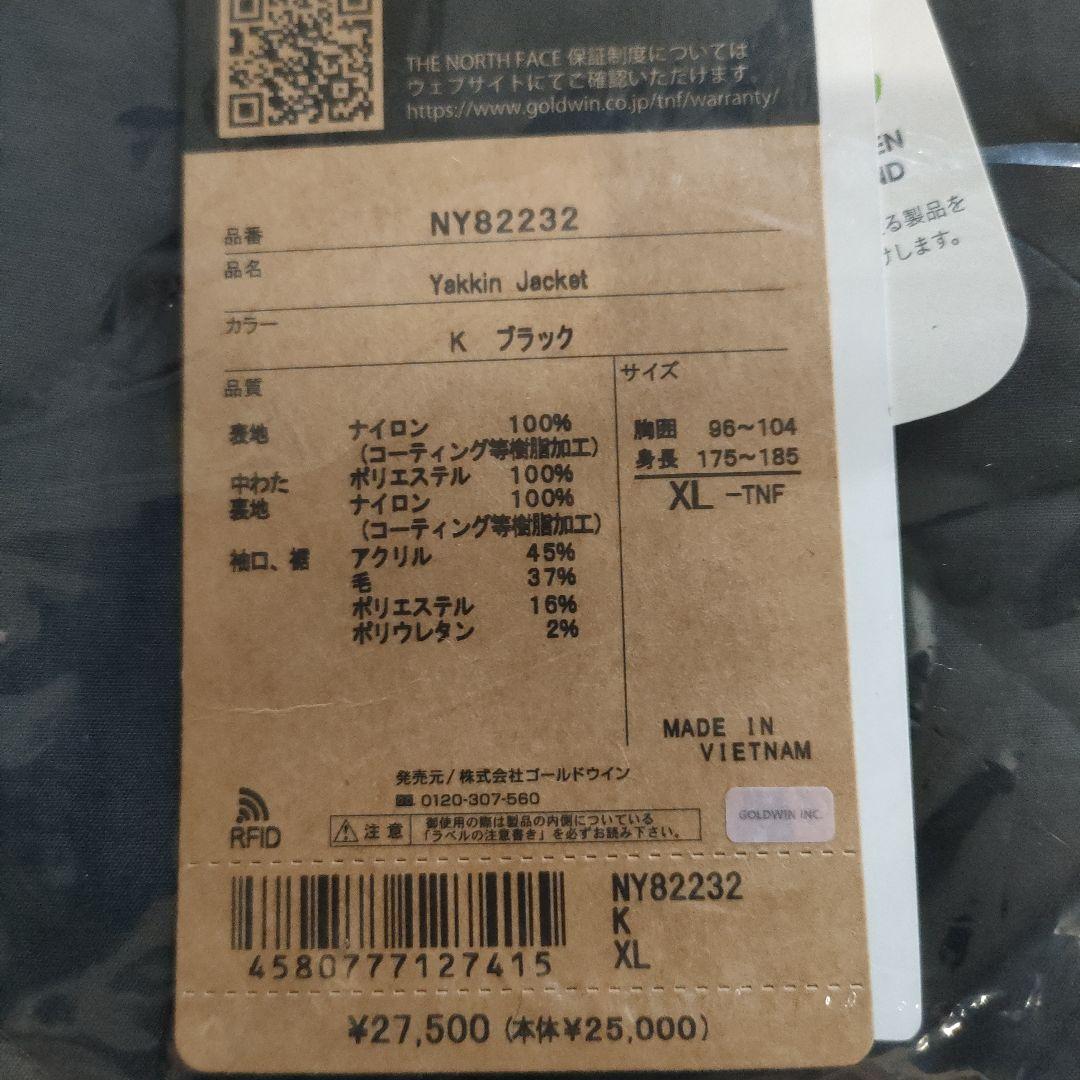 THE NORTH FACE 保証制度については
ウェブサイトにてご確認いただけます。
https://www.goldwin.co.jp/tnf/warranty/
EN
ND
る製品を
けします。
品番 NY82232
品名 Yakkin Jacket
カラー K ブラック
品質
サイズ
表地 ナイロン 100%
(コーティング等樹脂加工)
中わた ポリエステル 100%
裏地 ナイロン 100%
(コーティング等樹脂加工)
袖口、裾 アクリル 45%
毛 37%
ポリエステル 16%
ポリウレタン 2%
胸囲 96~104
身長 175~185
XL -TNF
MADE IN
VIETNAM
発売元/株式会社ゴールドウイン
0120-307-560
RFID
注意
御使用の際は製品の内側についている
「ラベルの注意書き」を必ずお読み下さい。
GOLDWIN INC.
4580777127415
NY82232
K
XL
¥27,500 (本体¥25,000)